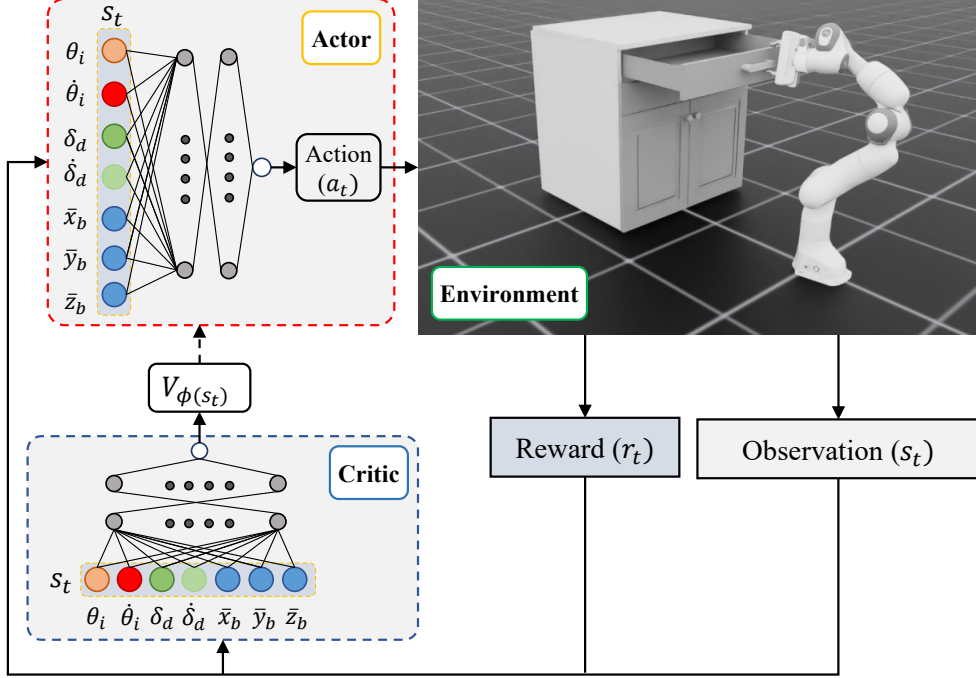 s_t
Actor
θ_i
θ̇_i
δ_d
δ̇_d
x̄_b
ȳ_b
z̄_b
Action
(a_t)
Environment
V_ϕ(s_t)
Reward (r_t)
Observation (s_t)
Critic
s_t
θ_i θ̇_i δ_d δ̇_d x̄_b ȳ_b z̄_b